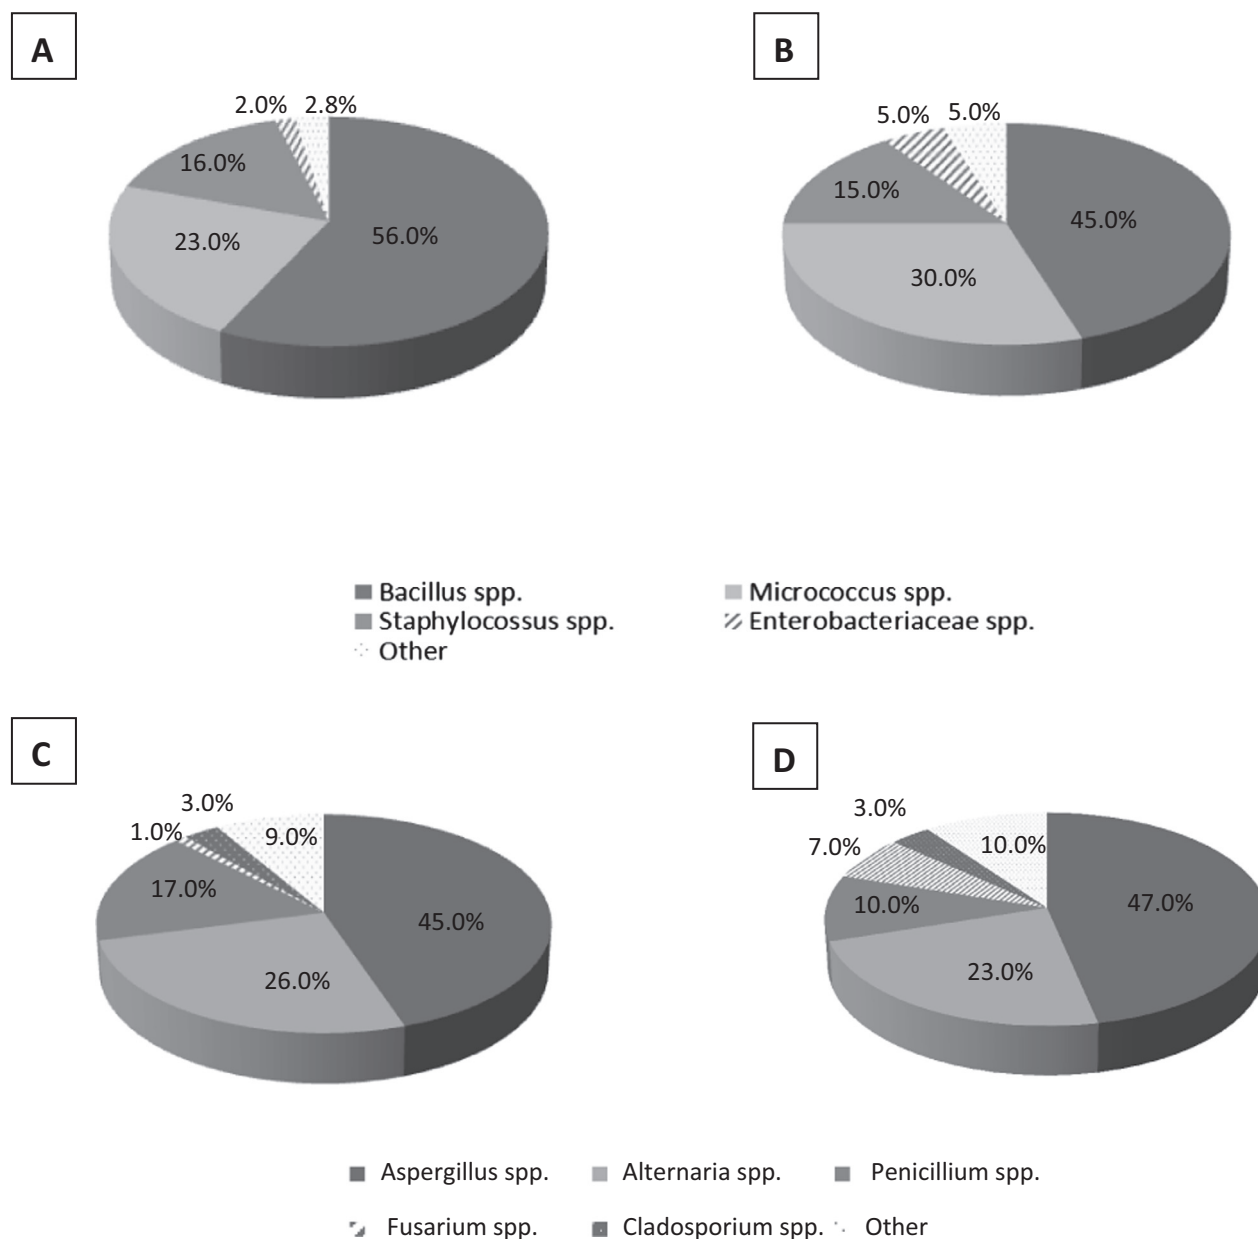 A
B
2.0% 2.8%
5.0% 5.0%
16.0%
15.0%
56.0%
45.0%
23.0%
30.0%
Bacillus spp. Micrococcus spp.
Staphylocossus spp. Enterobacteriaceae spp.
Other
C
D
3.0%
3.0%
1.0%
9.0%
7.0%
10.0%
17.0%
10.0%
45.0%
47.0%
26.0%
23.0%
Aspergillus spp. Alternaria spp. Penicillium spp.
Fusarium spp. Cladosporium spp. Other